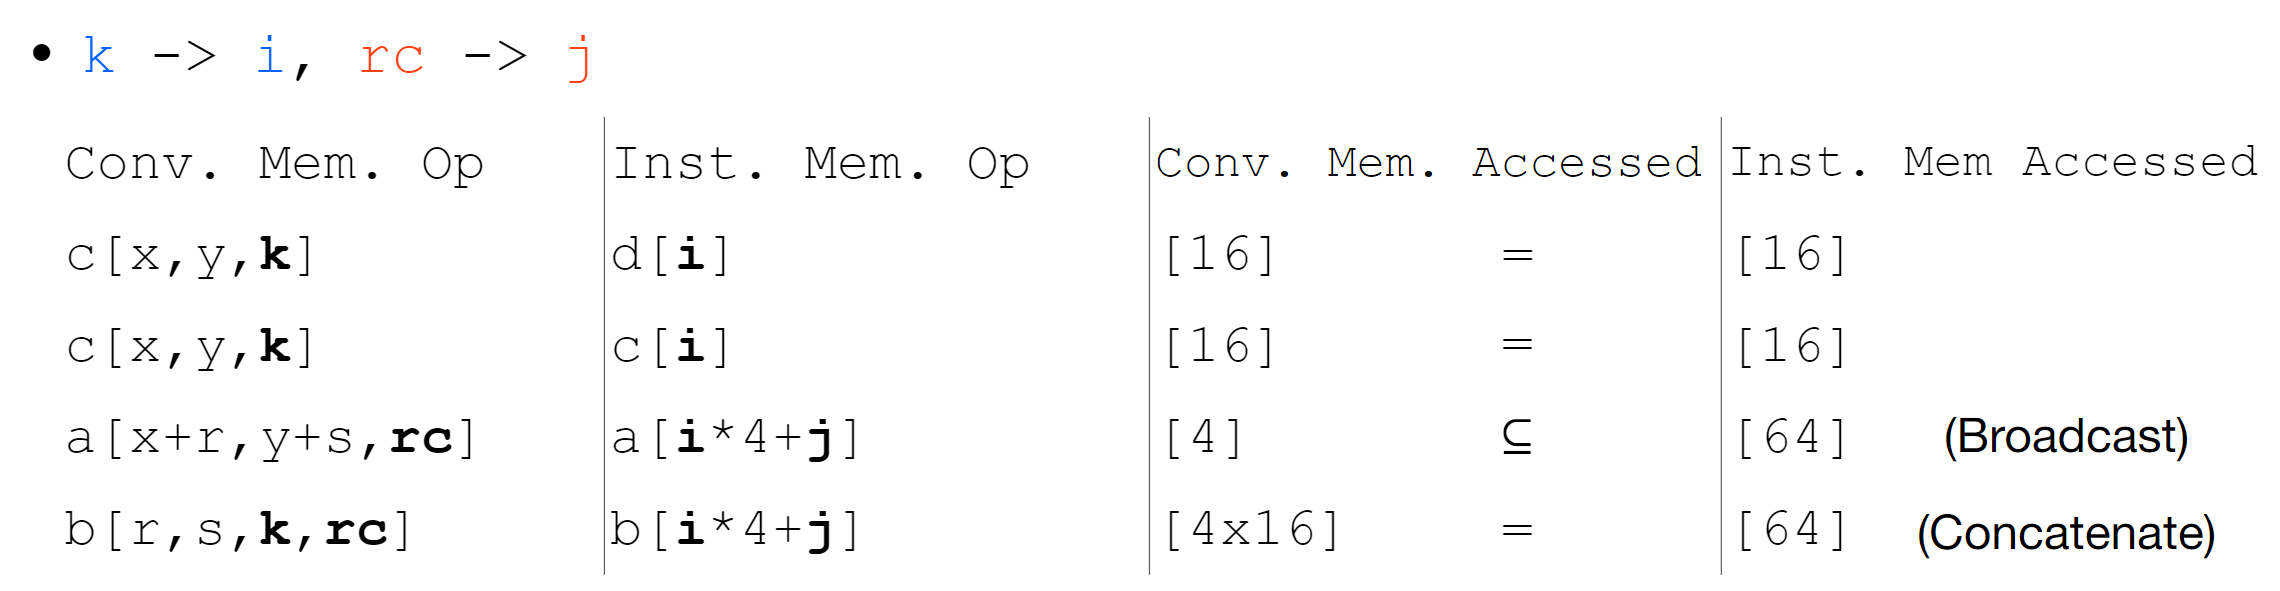 • k -> i, rc -> j
Conv. Mem. Op Inst. Mem. Op Conv. Mem. Accessed Inst. Mem Accessed
c[x,y,k] d[i] [16] = [16]
c[x,y,k] c[i] [16] = [16]
a[x+r,y+s,rc] a[i*4+j] [4] ⊆ [64] (Broadcast)
b[r,s,k,rc] b[i*4+j] [4x16] = [64] (Concatenate)